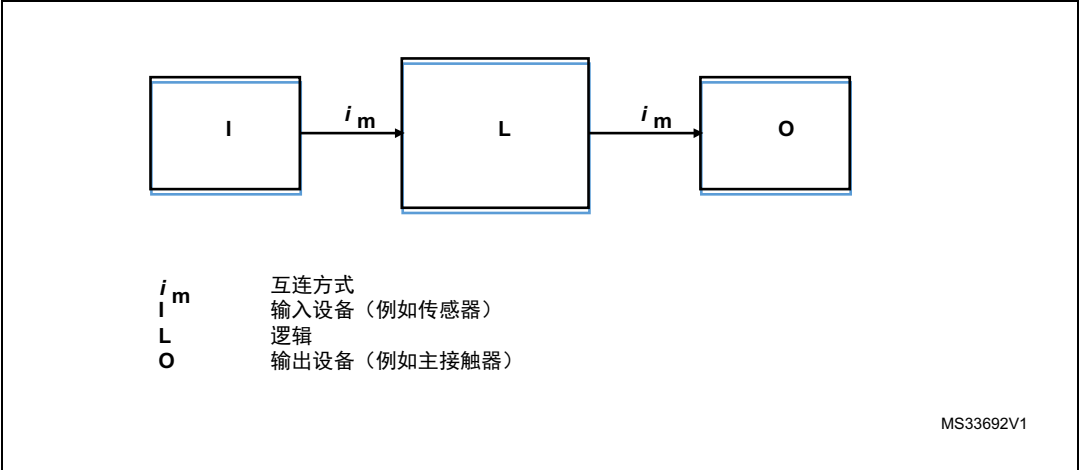 I
i m
L
i m
O
i m 互连方式
I 输入设备（例如传感器）
L 逻辑
O 输出设备（例如主接触器）
MS33692V1